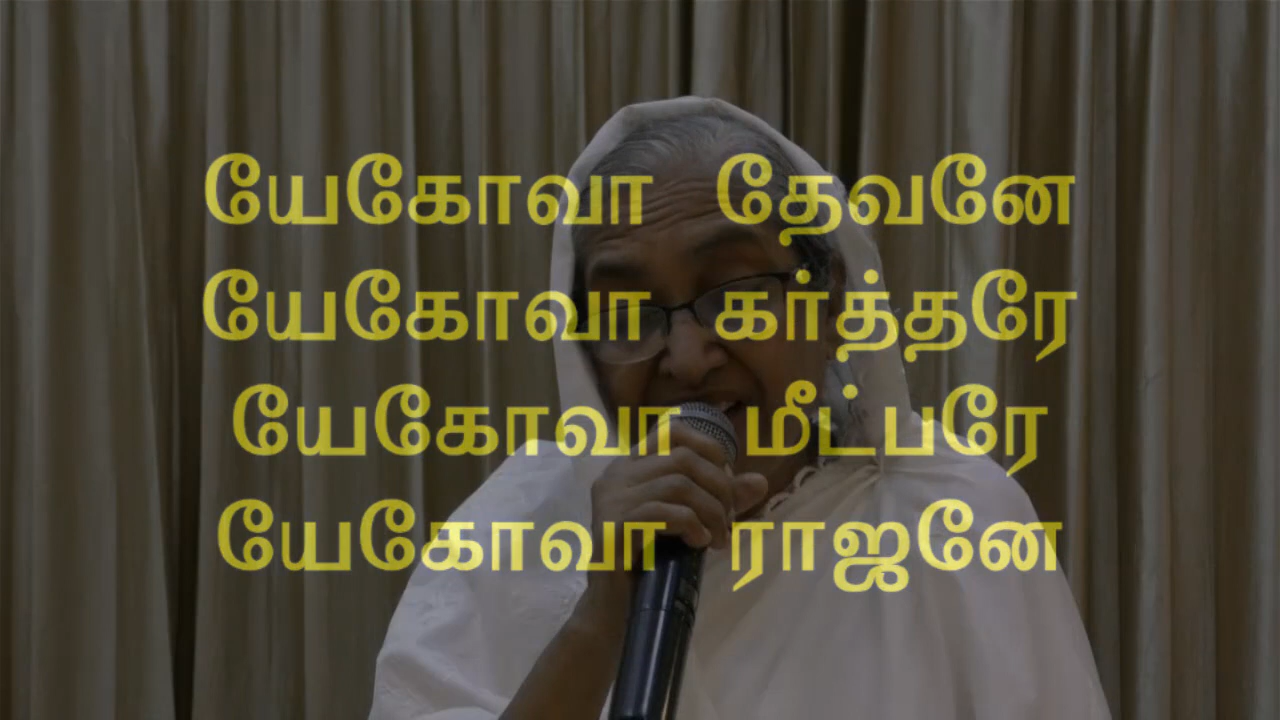 யேகோவா தேவனே
யேகோவா கர்த்தரே
யேகோவா மீட்பரே
யேகோவா ராஜனே